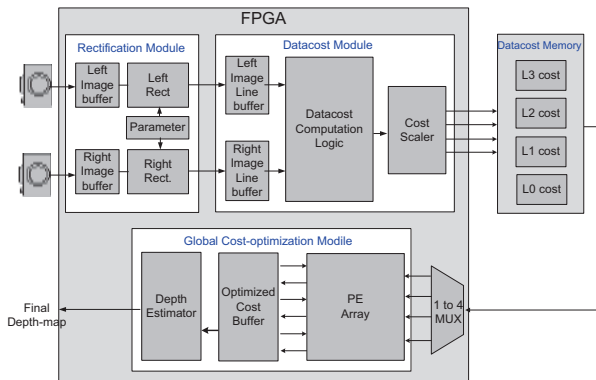 FPGA
Rectification Module
Datacost Module
Datacost Memory
Left
Image
buffer
Left
Rect
Parameter
Right
Image
buffer
Right
Rect.
Left
Image
Line
buffer
Right
Image
Line
buffer
Datacost
Computation
Logic
Cost
Scaler
L3 cost
L2 cost
L1 cost
L0 cost
Global Cost-optimization Modile
Final
Depth-map
Depth
Estimator
Optimized
Cost
Buffer
PE
Array
1 to 4
MUX